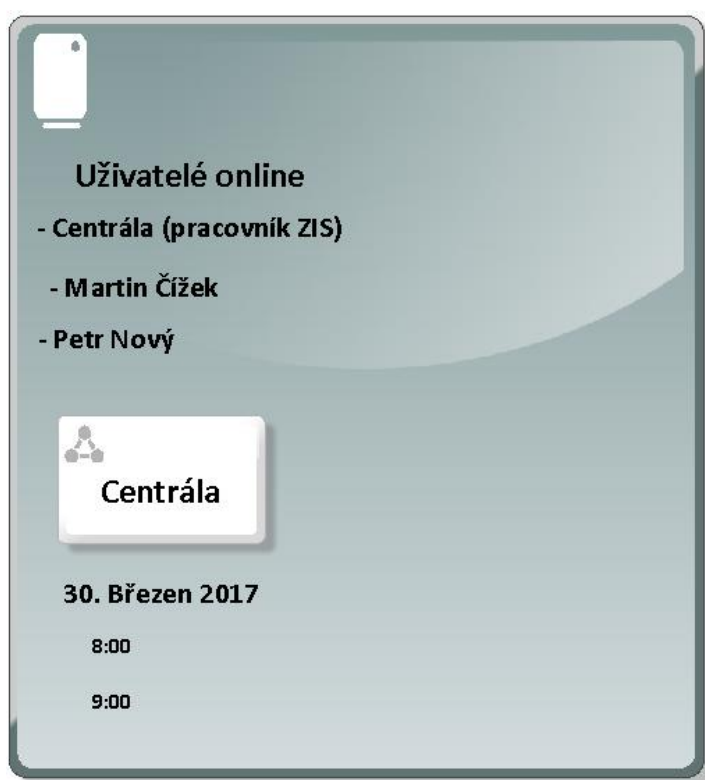 Uživatelé online
- Centrála (pracovník ZIS)
- Martin Čížek
- Petr Nový
Centrála
30. Březen 2017
8:00
9:00